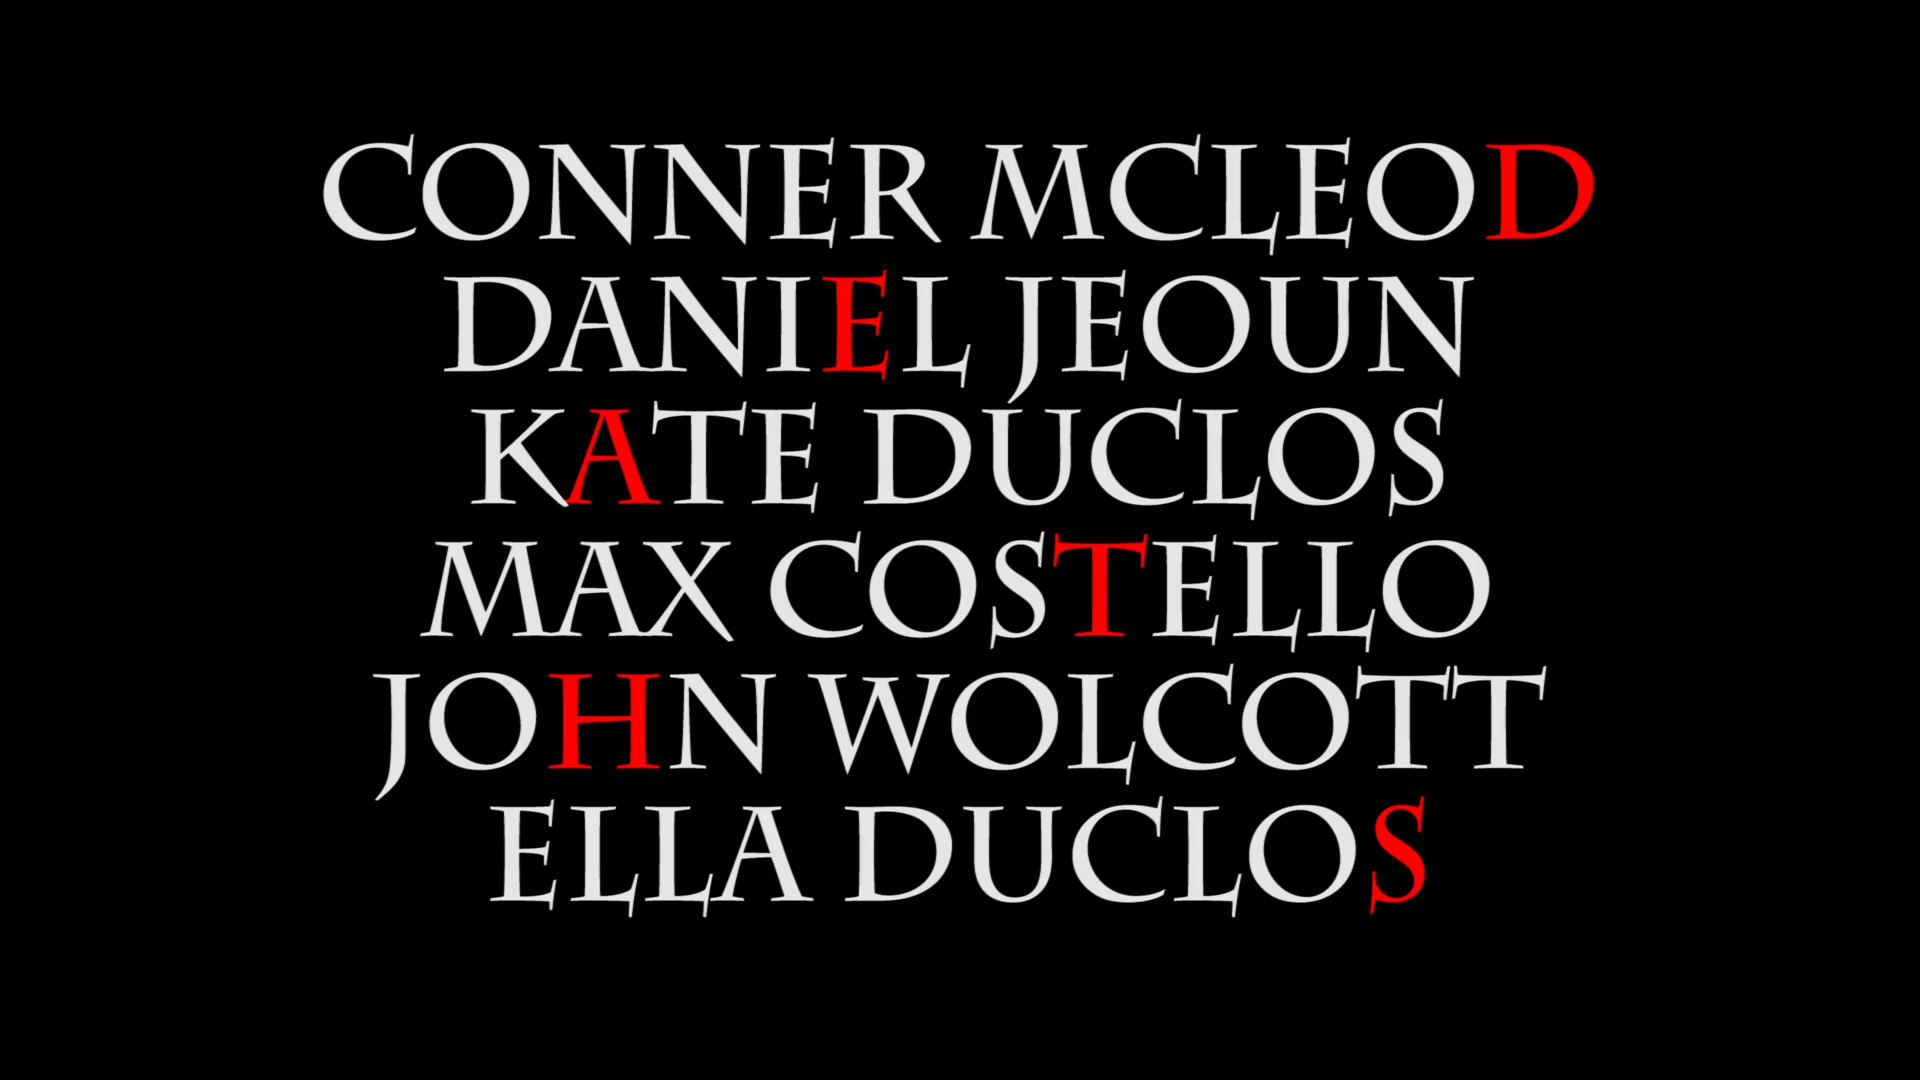 CONNER MCLEOD
DANIEL JEOUN
KATE DUCLOS
MAX COSTELLO
JOHN WOLCOTT
ELLA DUCLOS